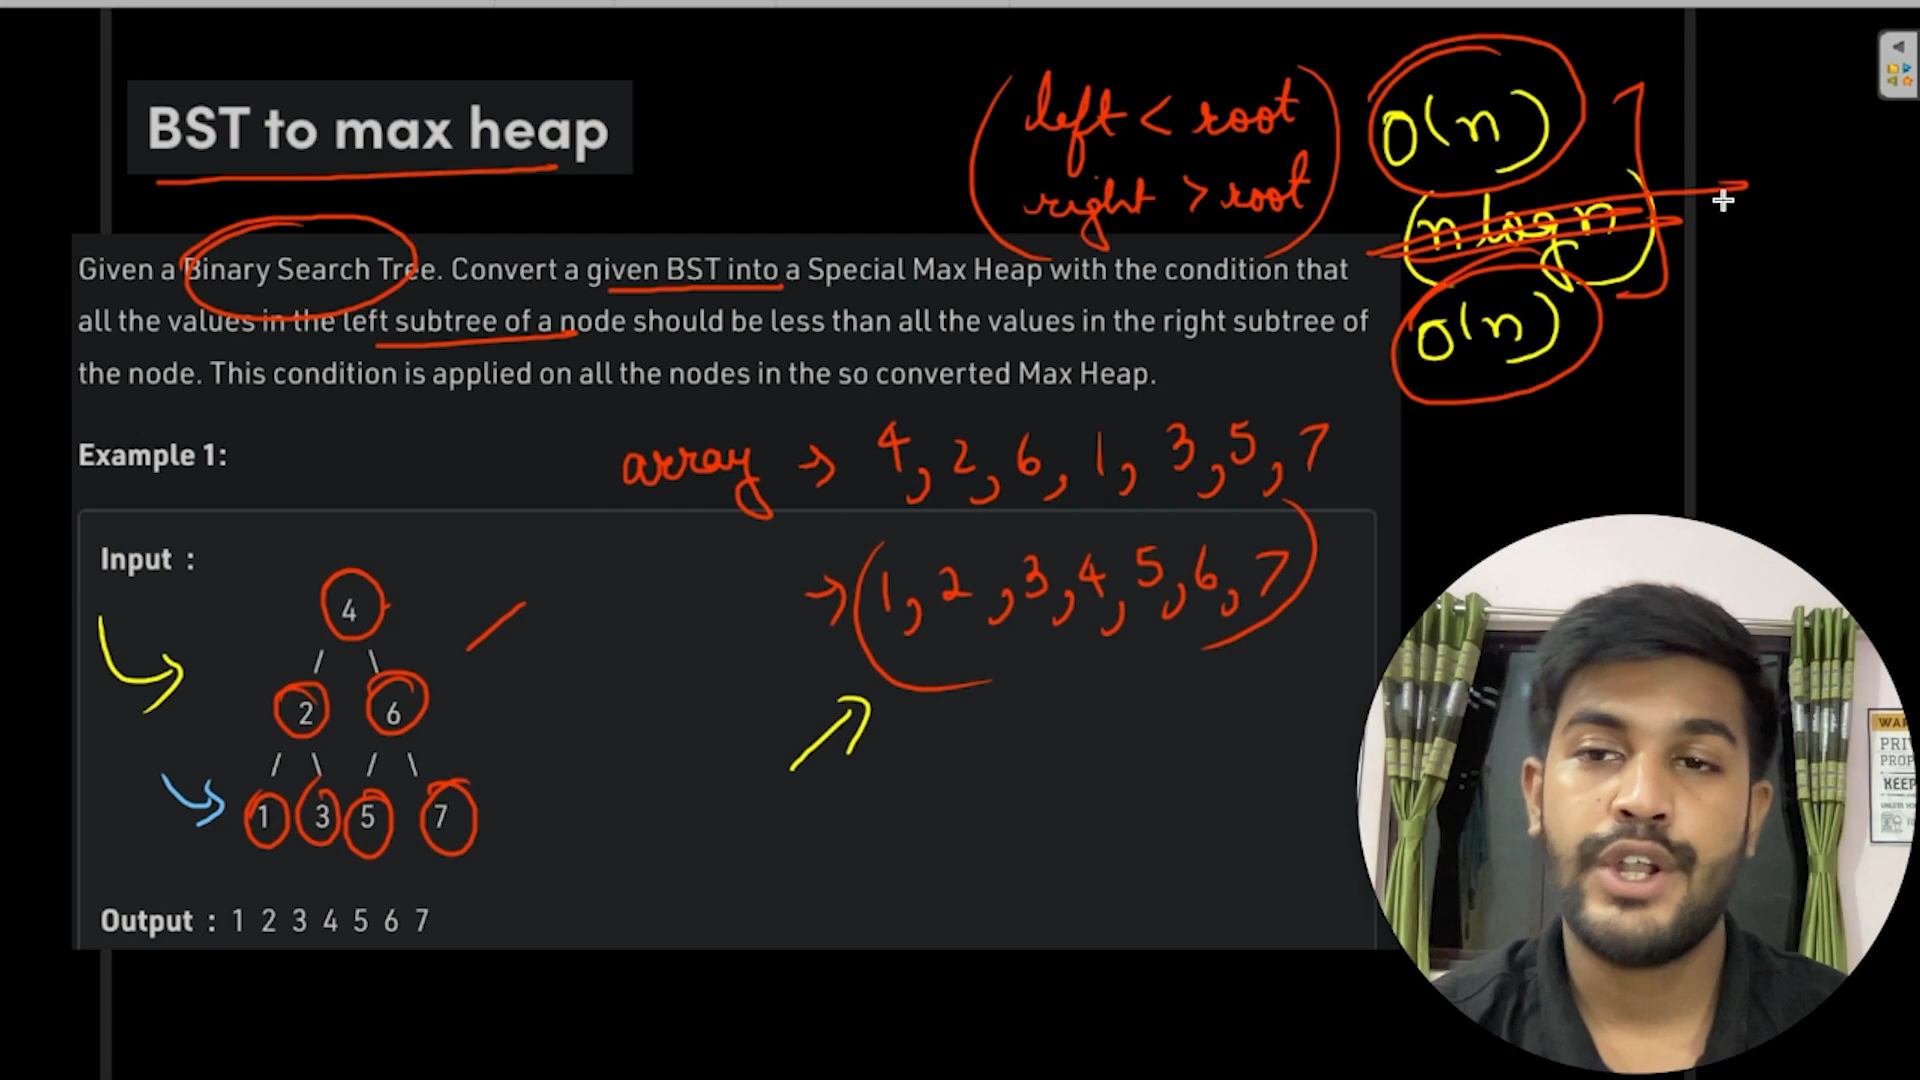 BST to max heap
left < root
right > root
O(n)
(n log n)
O(n)
Given a Binary Search Tree. Convert a given BST into a Special Max Heap with the condition that
all the values in the left subtree of a node should be less than all the values in the right subtree of
the node. This condition is applied on all the nodes in the so converted Max Heap.
Example 1:
array → 4, 2, 6, 1, 3, 5, 7
Input :
→ (1, 2, 3, 4, 5, 6, 7)
4
/ \
2 6
/ \ / \
1 3 5 7
Output : 1 2 3 4 5 6 7
PRI
PROP
KEEP